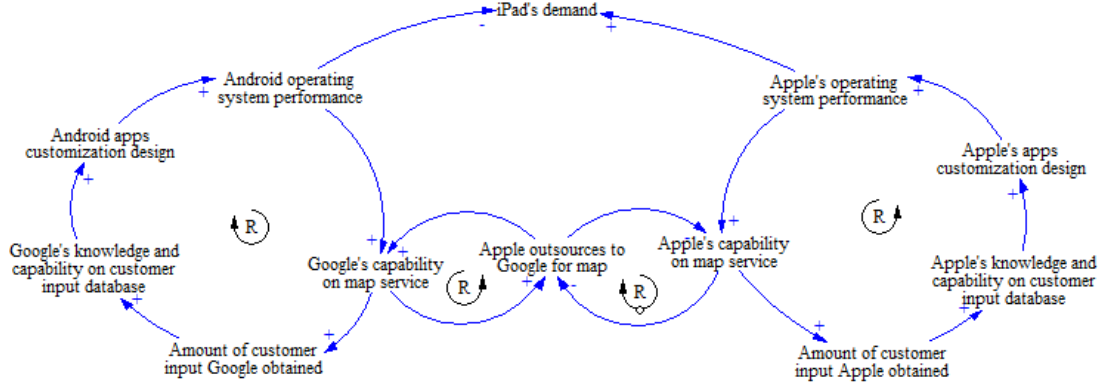 iPad's demand
-
+
Android operating
system performance
+
Apple's operating
system performance
+
Android apps
customization design
+
Apple's apps
customization design
+
R
R
Google's knowledge and
capability on customer
input database
+
Google's capability
on map service
+
+
Apple outsources to
Google for map
+
-
Apple's capability
on map service
-
+
Apple's knowledge and
capability on customer
input database
+
R
R
Amount of customer
input Google obtained
+
Amount of customer
input Apple obtained
+